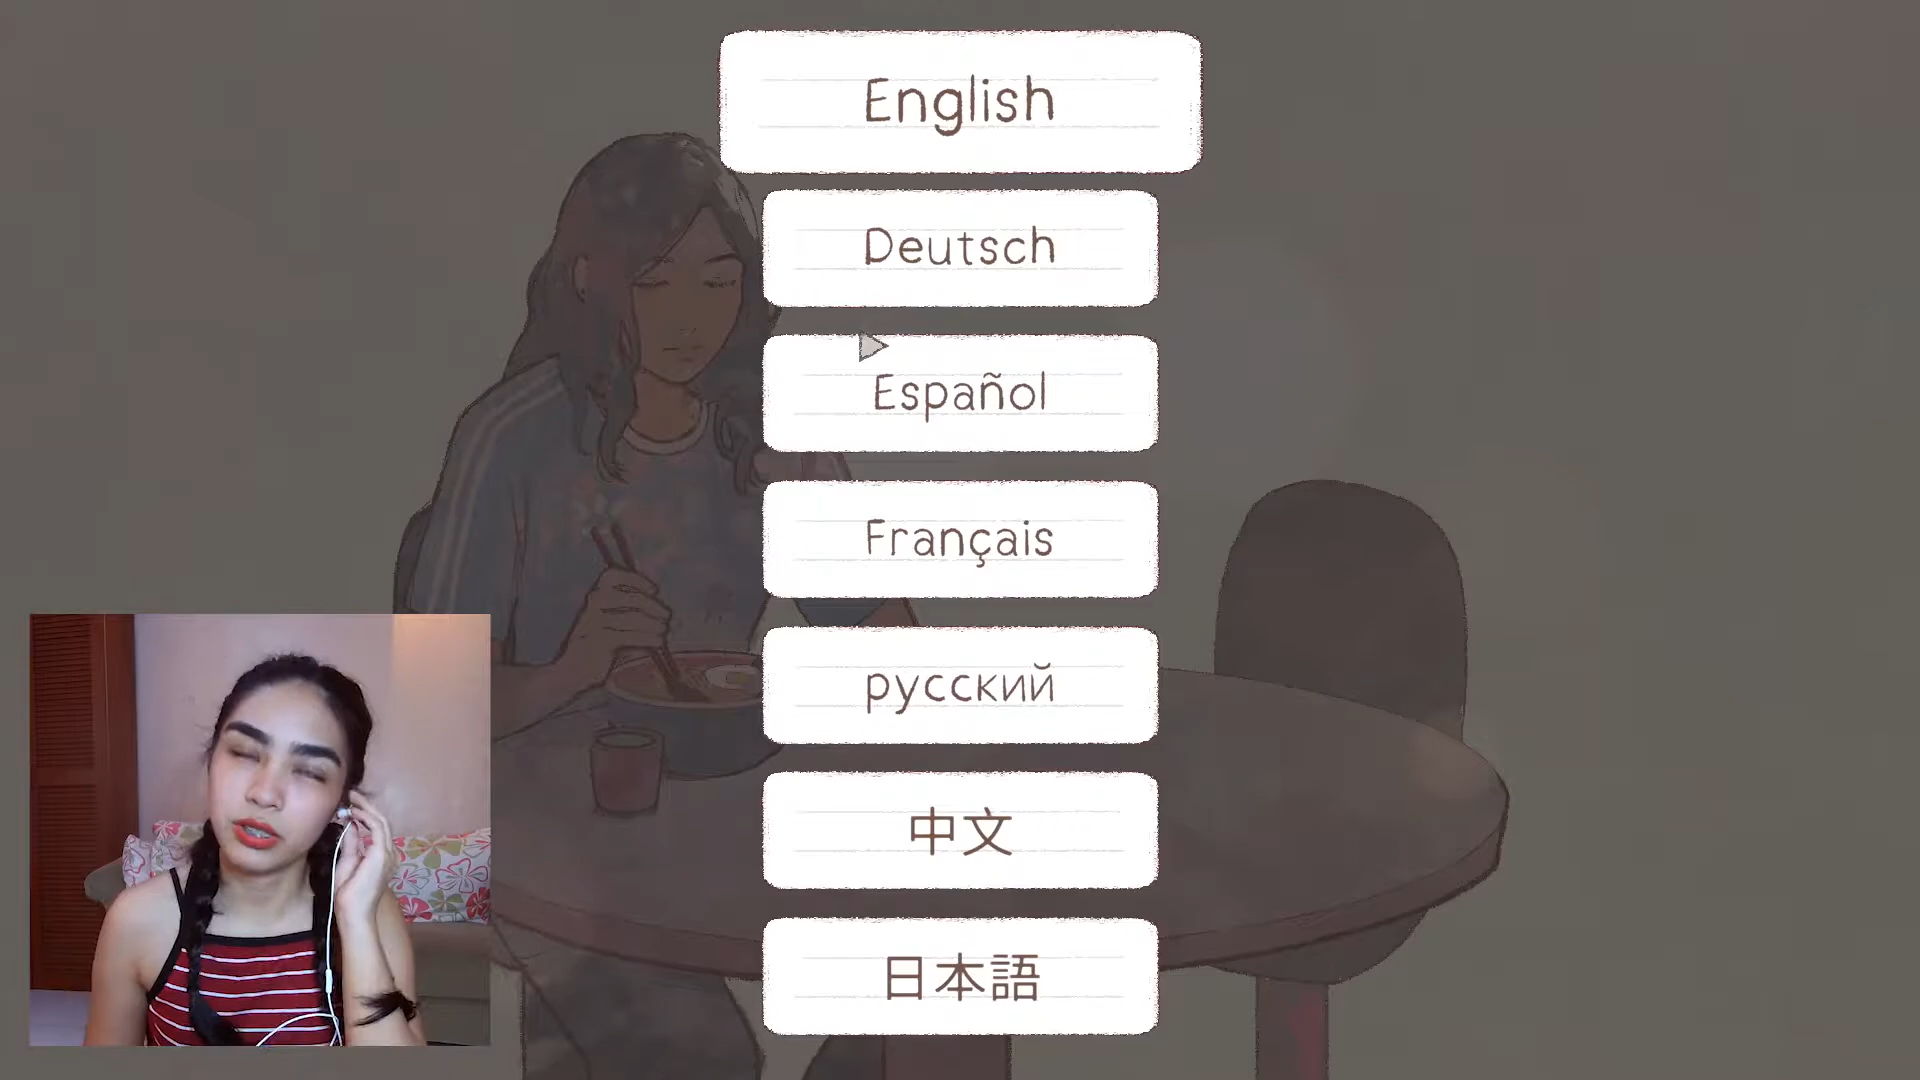 English
Deutsch
Español
Français
русский
中文
日本語